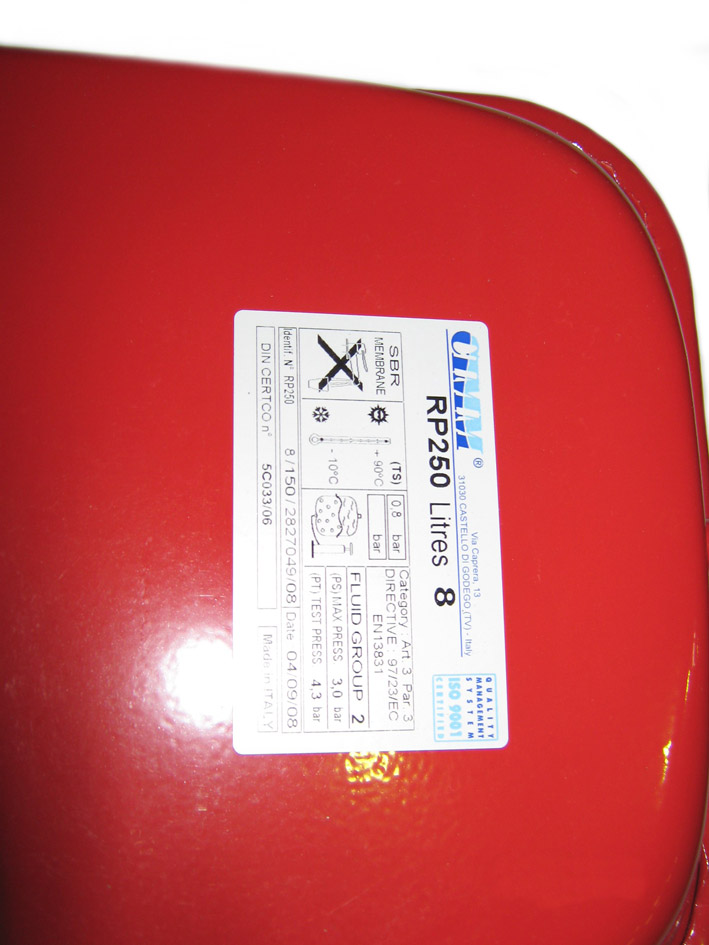 CIMM®
Via Caprera, 13
31030 CASTELLO DI GODEGO,(TV) - Italy
QUALITY
MANAGEMENT
SYSTEM
ISO 9001
CERTIFIED
RP250 Litres 8
SBR
MEMBRANE
(TS)
+ 90°C
- 10°C
0,8 bar
bar
Category Art. 3 Par. 3
DIRECTIVE : 97/23/EC
EN13831
FLUID GROUP 2
(PS) MAX PRESS 3,0 bar
(PT) TEST PRESS 4,3 bar
Identif. N° RP250 8/150/2827049/08 Date 04/09/08
DIN CERTCO n° 5C033/06 Made in ITALY